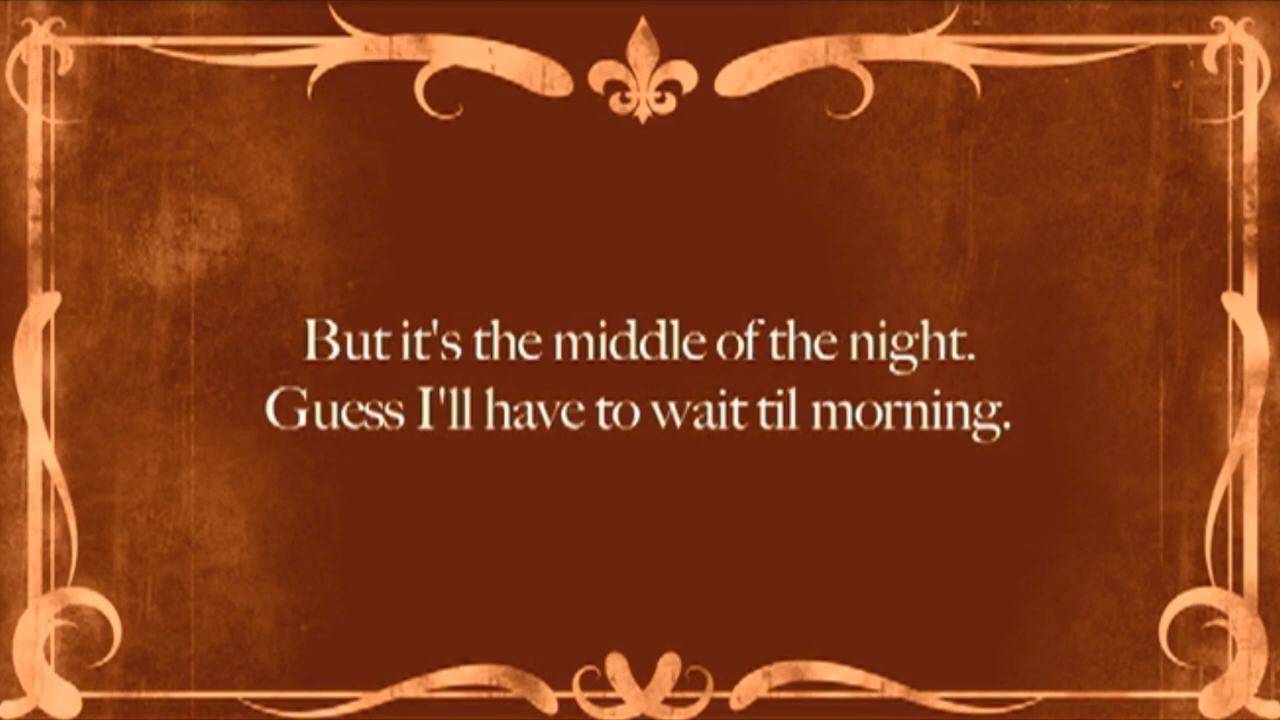 But it's the middle of the night.
Guess I'll have to wait til morning.